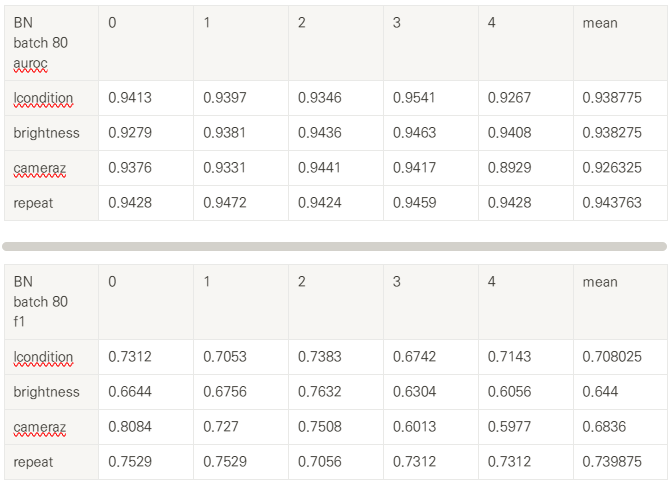 BN batch 80 auroc 0 1 2 3 4 mean
lcondition 0.9413 0.9397 0.9346 0.9541 0.9267 0.938775
brightness 0.9279 0.9381 0.9436 0.9463 0.9408 0.938275
cameraz 0.9376 0.9331 0.9441 0.9417 0.8929 0.926325
repeat 0.9428 0.9472 0.9424 0.9459 0.9428 0.943763
BN batch 80 f1 0 1 2 3 4 mean
lcondition 0.7312 0.7053 0.7383 0.6742 0.7143 0.708025
brightness 0.6644 0.6756 0.7632 0.6304 0.6056 0.644
cameraz 0.8084 0.727 0.7508 0.6013 0.5977 0.6836
repeat 0.7529 0.7529 0.7056 0.7312 0.7312 0.739875